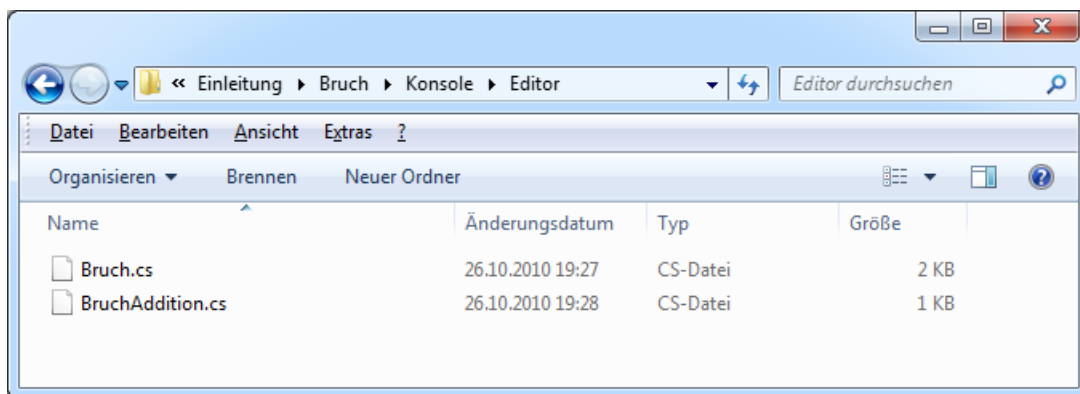 « Einleitung Bruch Konsole Editor Editor durchsuchen
Datei Bearbeiten Ansicht Extras ?
Organisieren Brennen Neuer Ordner
Name Änderungsdatum Typ Größe
Bruch.cs 26.10.2010 19:27 CS-Datei 2 KB
BruchAddition.cs 26.10.2010 19:28 CS-Datei 1 KB